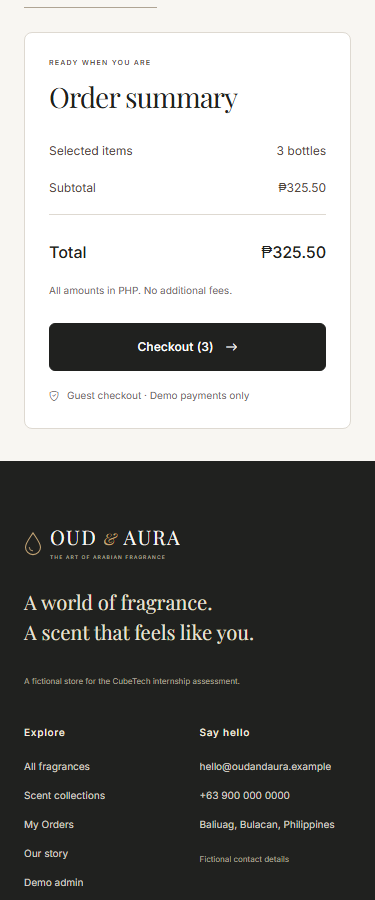 READY WHEN YOU ARE
Order summary
Selected items 3 bottles
Subtotal ₱325.50
Total ₱325.50
All amounts in PHP. No additional fees.
Checkout (3) →
Guest checkout · Demo payments only
OUD & AURA
THE ART OF ARABIAN FRAGRANCE
A world of fragrance.
A scent that feels like you.
A fictional store for the CubeTech internship assessment.
Explore
All fragrances
Scent collections
My Orders
Our story
Demo admin
Say hello
hello@oudandaura.example
+63 900 000 0000
Baliuag, Bulacan, Philippines
Fictional contact details